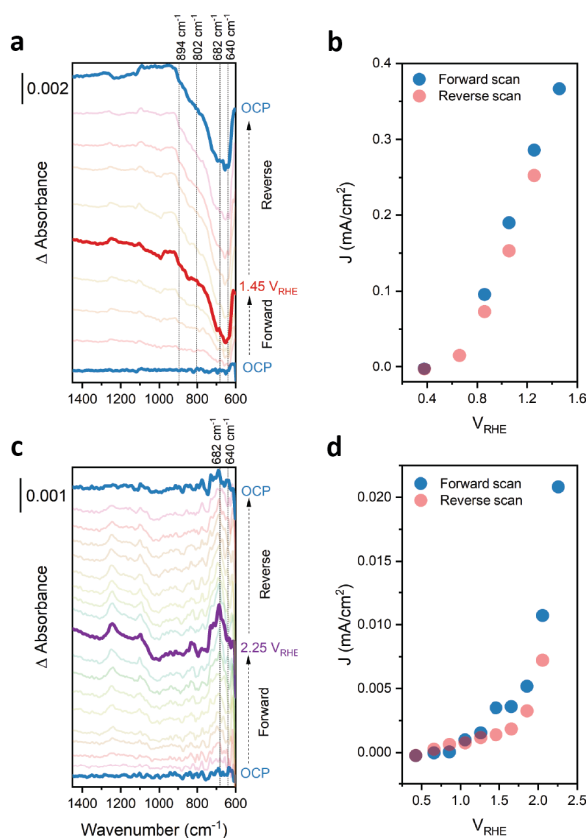 a
894 cm-1
802 cm-1
682 cm-1
640 cm-1
0.002
OCP
Reverse
1.45 VRHE
Forward
OCP
Δ Absorbance
1400 1200 1000 800 600
b
Forward scan
Reverse scan
J (mA/cm2)
0.4
0.3
0.2
0.1
0.0
0.4 0.8 1.2 1.6
VRHE
c
682 cm-1
640 cm-1
0.001
OCP
Reverse
2.25 VRHE
Forward
OCP
Δ Absorbance
1400 1200 1000 800 600
Wavenumber (cm-1)
d
Forward scan
Reverse scan
J (mA/cm2)
0.020
0.015
0.010
0.005
0.000
0.5 1.0 1.5 2.0 2.5
VRHE